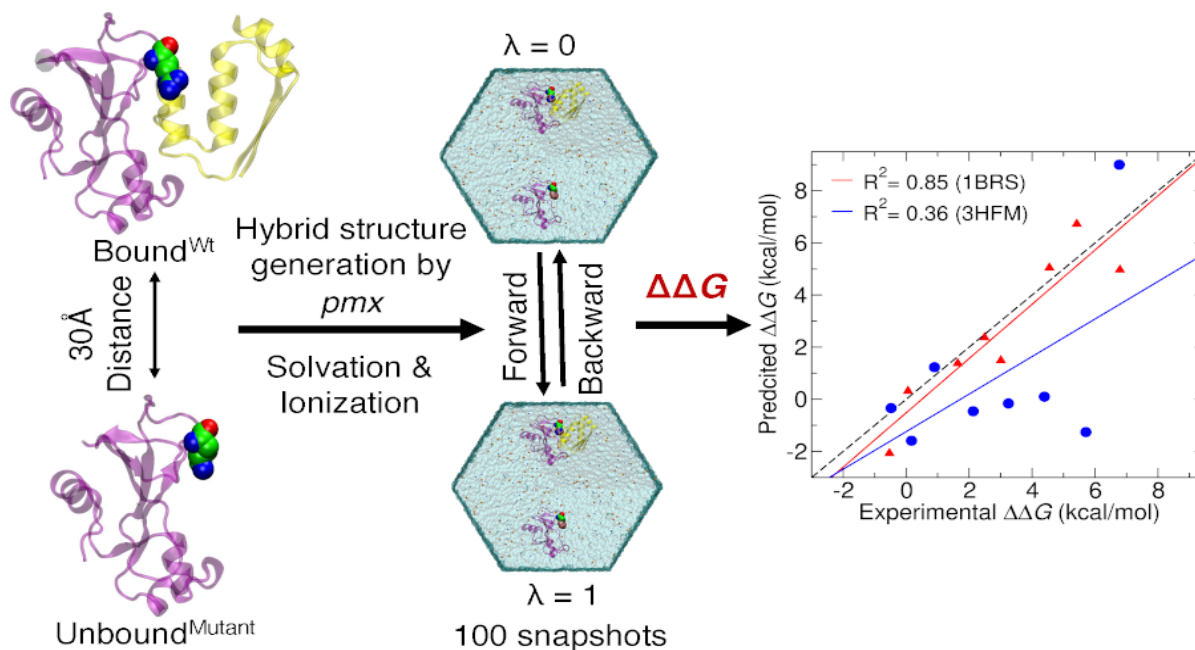 Bound^Wt
30Å
Distance
Unbound^Mutant
Hybrid structure
generation by
pmx
Solvation &
Ionization
λ = 0
Forward
Backward
λ = 1
100 snapshots
ΔΔG
R² = 0.85 (1BRS)
R² = 0.36 (3HFM)
Predcited ΔΔG (kcal/mol)
8
6
4
2
0
-2
-2 0 2 4 6 8
Experimental ΔΔG (kcal/mol)